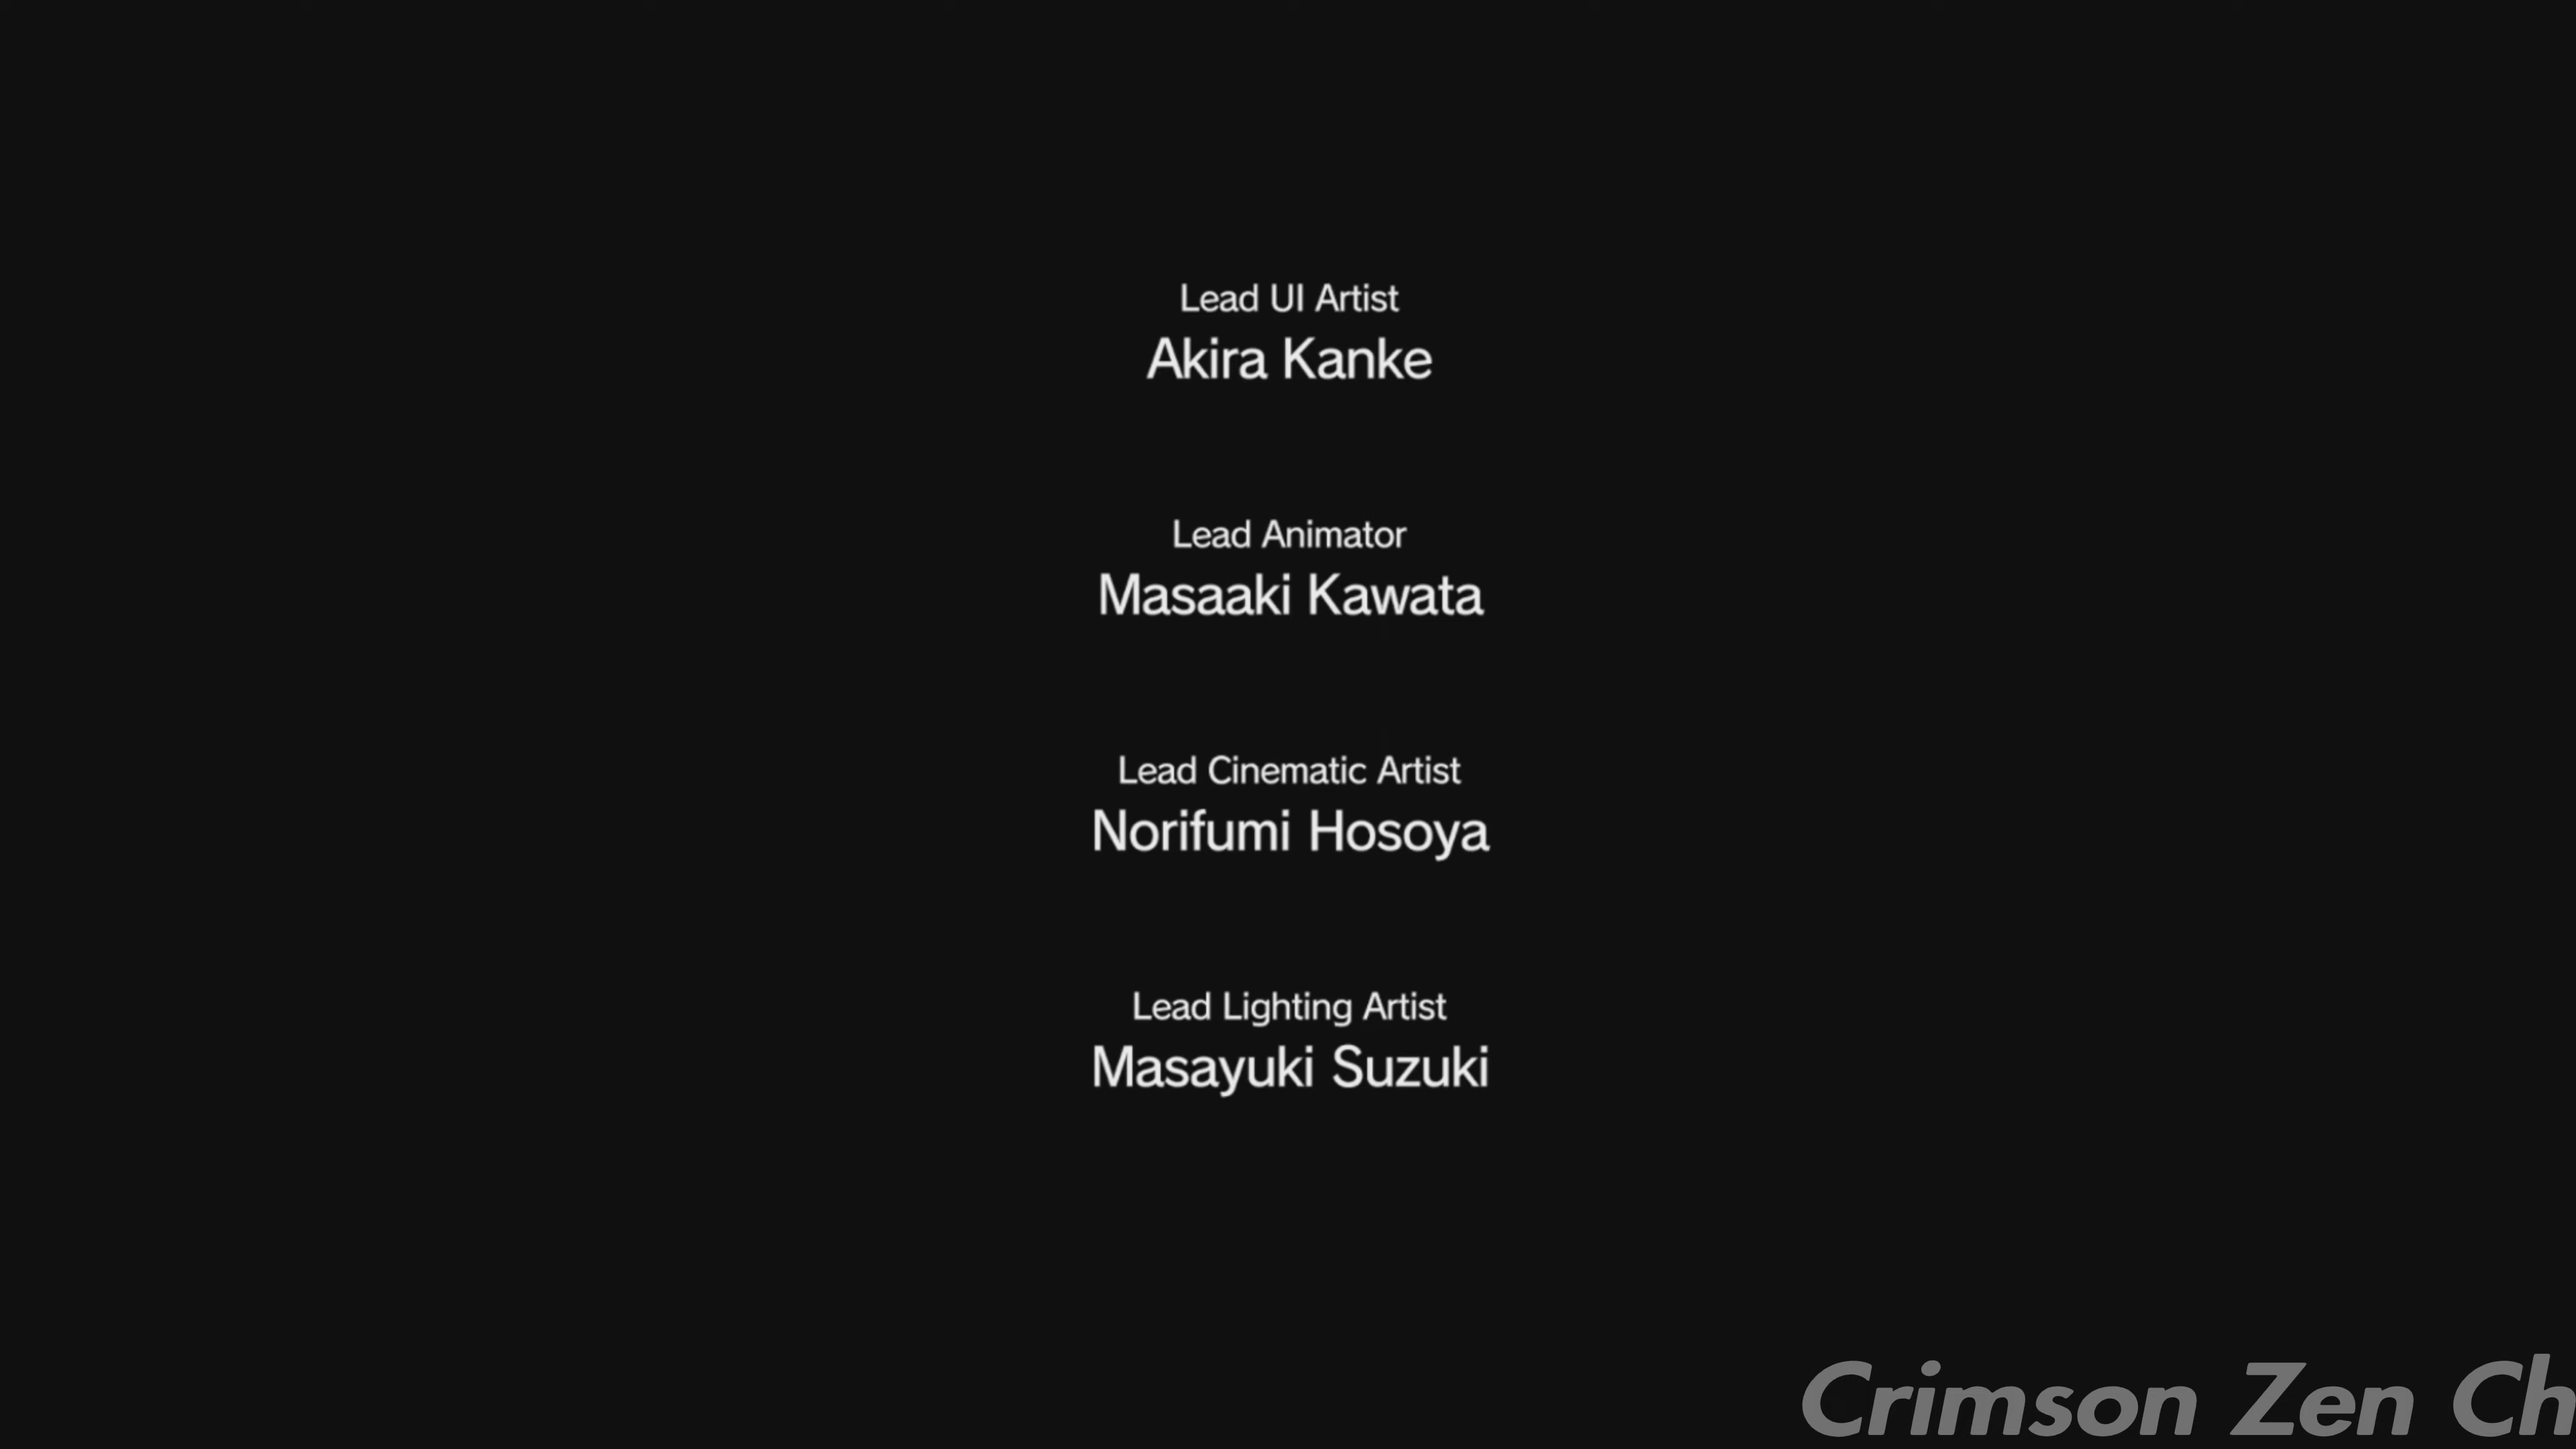 Lead UI Artist
Akira Kanke
Lead Animator
Masaaki Kawata
Lead Cinematic Artist
Norifumi Hosoya
Lead Lighting Artist
Masayuki Suzuki
Crimson Zen Ch